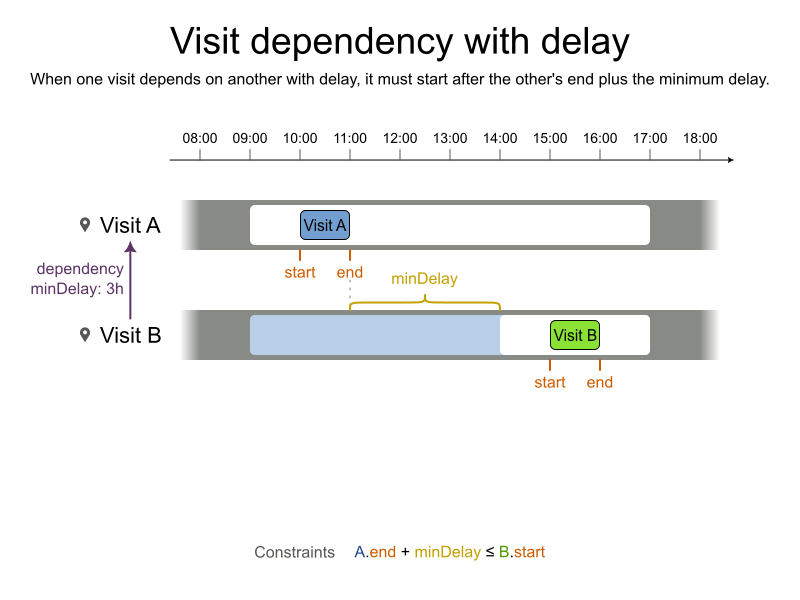 Visit dependency with delay
When one visit depends on another with delay, it must start after the other's end plus the minimum delay.
08:00 09:00 10:00 11:00 12:00 13:00 14:00 15:00 16:00 17:00 18:00
Visit A
Visit A
start end
dependency
minDelay: 3h
minDelay
Visit B
Visit B
start end
Constraints A.end + minDelay ≤ B.start